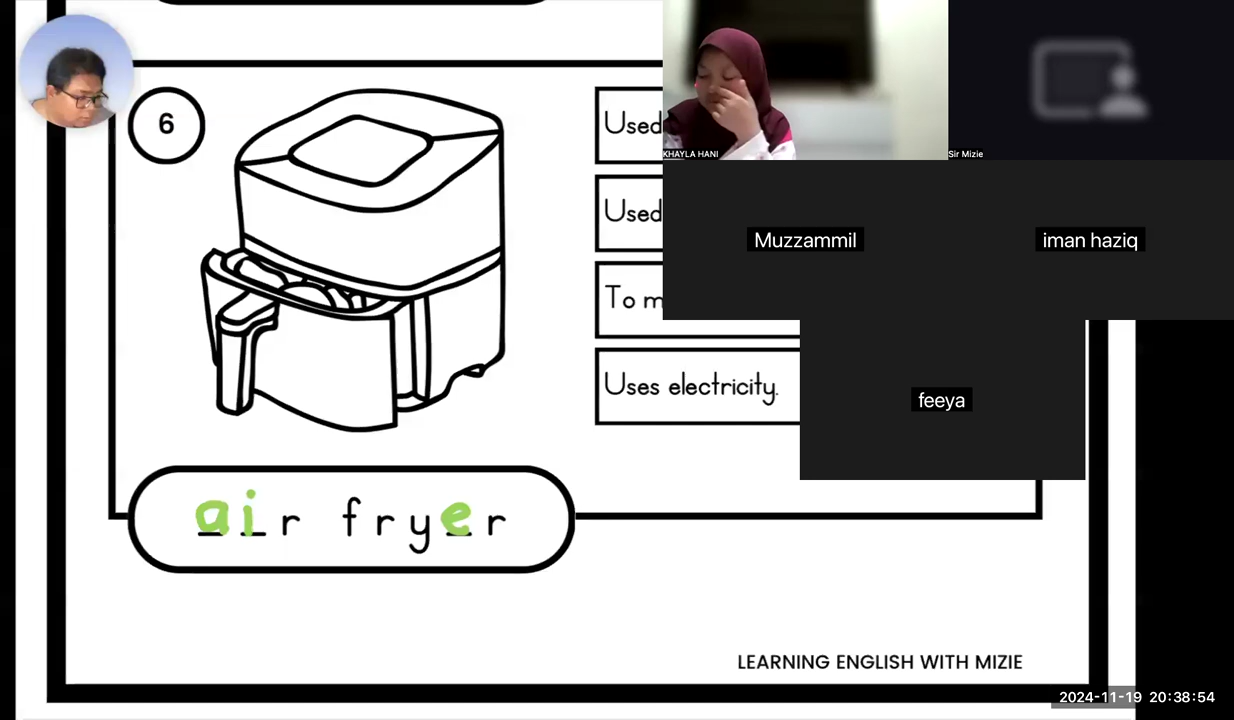 6
Used
Used
To m
Uses electricity.
air fryer
LEARNING ENGLISH WITH MIZIE
KHAYLA HANI
Sir Mizie
Muzzammil
iman haziq
feeya
2024-11-19 20:38:54